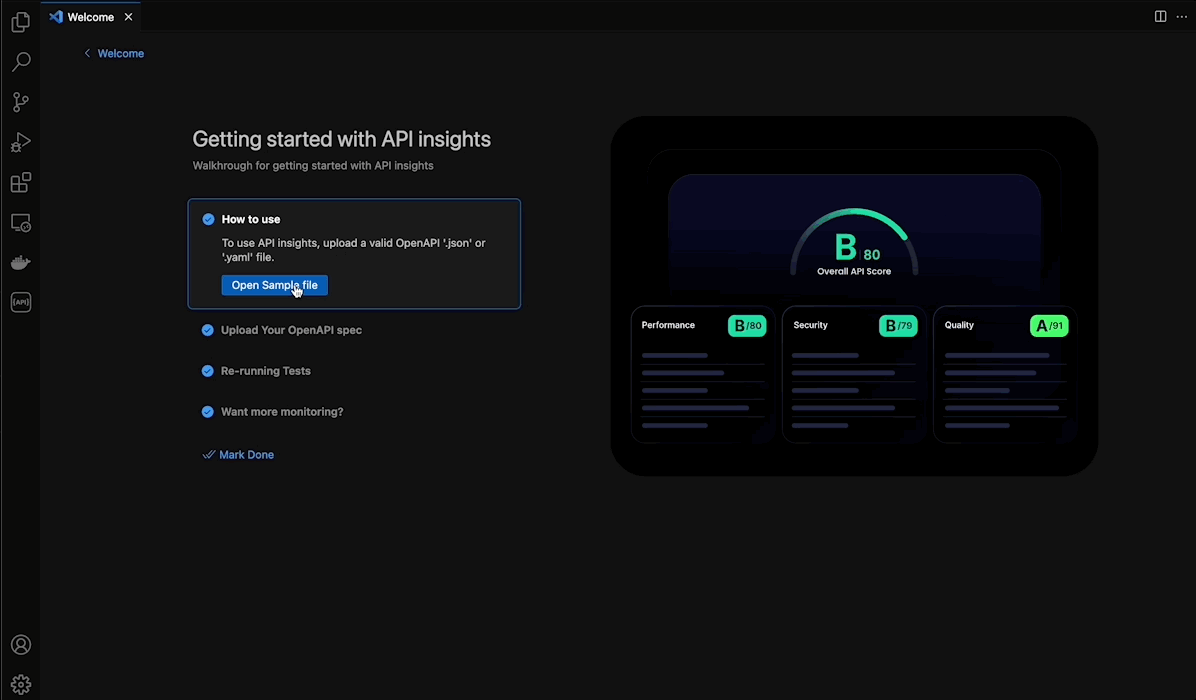 Welcome
Welcome
Getting started with API insights
Walkhrough for getting started with API insights
How to use
To use API insights, upload a valid OpenAPI '.json' or
'.yaml' file.
Open Sample file
Upload Your OpenAPI spec
Re-running Tests
Want more monitoring?
Mark Done
B 80
Overall API Score
Performance B/80
Security B/79
Quality A/91
{API}